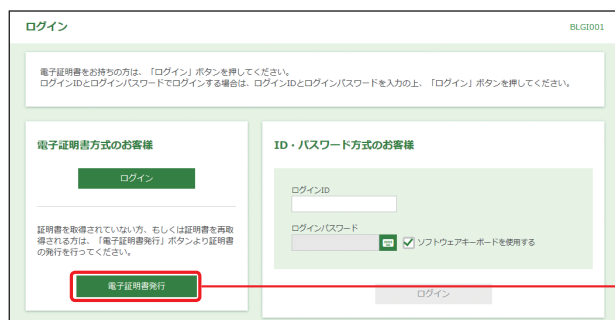 ログイン
BLGI001
電子証明書をお持ちの方は、「ログイン」ボタンを押してください。
ログインIDとログインパスワードでログインする場合は、ログインIDとログインパスワードを入力の上、「ログイン」ボタンを押してください。
電子証明書方式のお客様
ログイン
証明書を取得されていない方、もしくは証明書を再取
得される方は、「電子証明書発行」ボタンより証明書
の発行を行ってください。
電子証明書発行
ID・パスワード方式のお客様
ログインID
ログインパスワード
ソフトウェアキーボードを使用する
ログイン